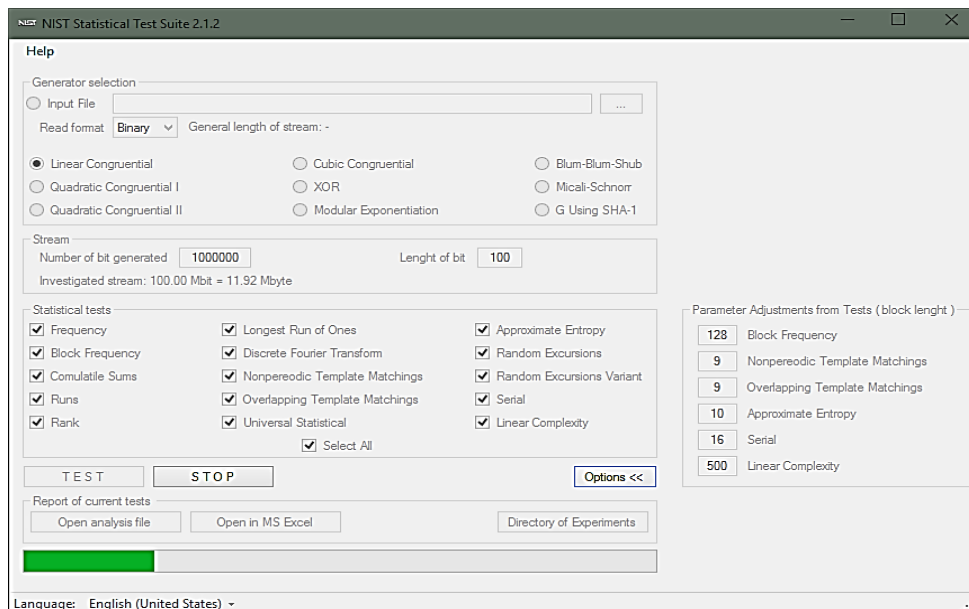 NIST NIST Statistical Test Suite 2.1.2
Help
Generator selection
Input File ...
Read format Binary General length of stream: -
Linear Congruential Cubic Congruential Blum-Blum-Shub
Quadratic Congruential I XOR Micali-Schnorr
Quadratic Congruential II Modular Exponentiation G Using SHA-1
Stream
Number of bit generated 1000000 Lenght of bit 100
Investigated stream: 100.00 Mbit = 11.92 Mbyte
Statistical tests
Frequency Longest Run of Ones Approximate Entropy
Block Frequency Discrete Fourier Transform Random Excursions
Comulatile Sums Nonpereodic Template Matchings Random Excursions Variant
Runs Overlapping Template Matchings Serial
Rank Universal Statistical Linear Complexity
Select All
Parameter Adjustments from Tests ( block lenght )
128 Block Frequency
9 Nonpereodic Template Matchings
9 Overlapping Template Matchings
10 Approximate Entropy
16 Serial
500 Linear Complexity
TEST STOP Options <<
Report of current tests
Open analysis file Open in MS Excel Directory of Experiments
Language: English (United States)